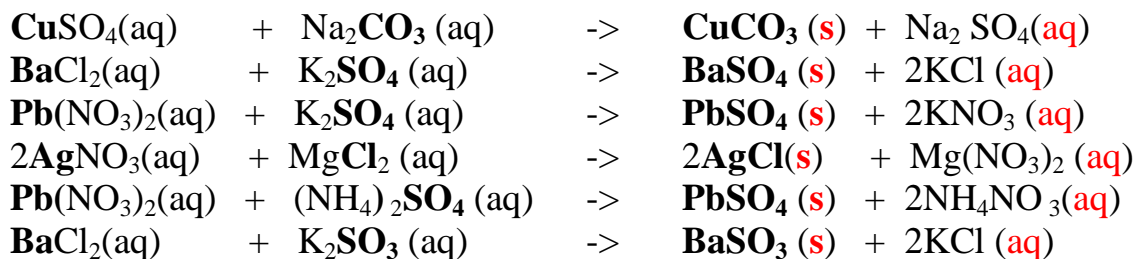 CuSO₄(aq) + Na₂CO₃ (aq) -> CuCO₃ (s) + Na₂ SO₄(aq)
BaCl₂(aq) + K₂SO₄ (aq) -> BaSO₄ (s) + 2KCl (aq)
Pb(NO₃)₂(aq) + K₂SO₄ (aq) -> PbSO₄ (s) + 2KNO₃ (aq)
2AgNO₃(aq) + MgCl₂ (aq) -> 2AgCl(s) + Mg(NO₃)₂ (aq)
Pb(NO₃)₂(aq) + (NH₄) ₂SO₄ (aq) -> PbSO₄ (s) + 2NH₄NO ₃(aq)
BaCl₂(aq) + K₂SO₃ (aq) -> BaSO₃ (s) + 2KCl (aq)